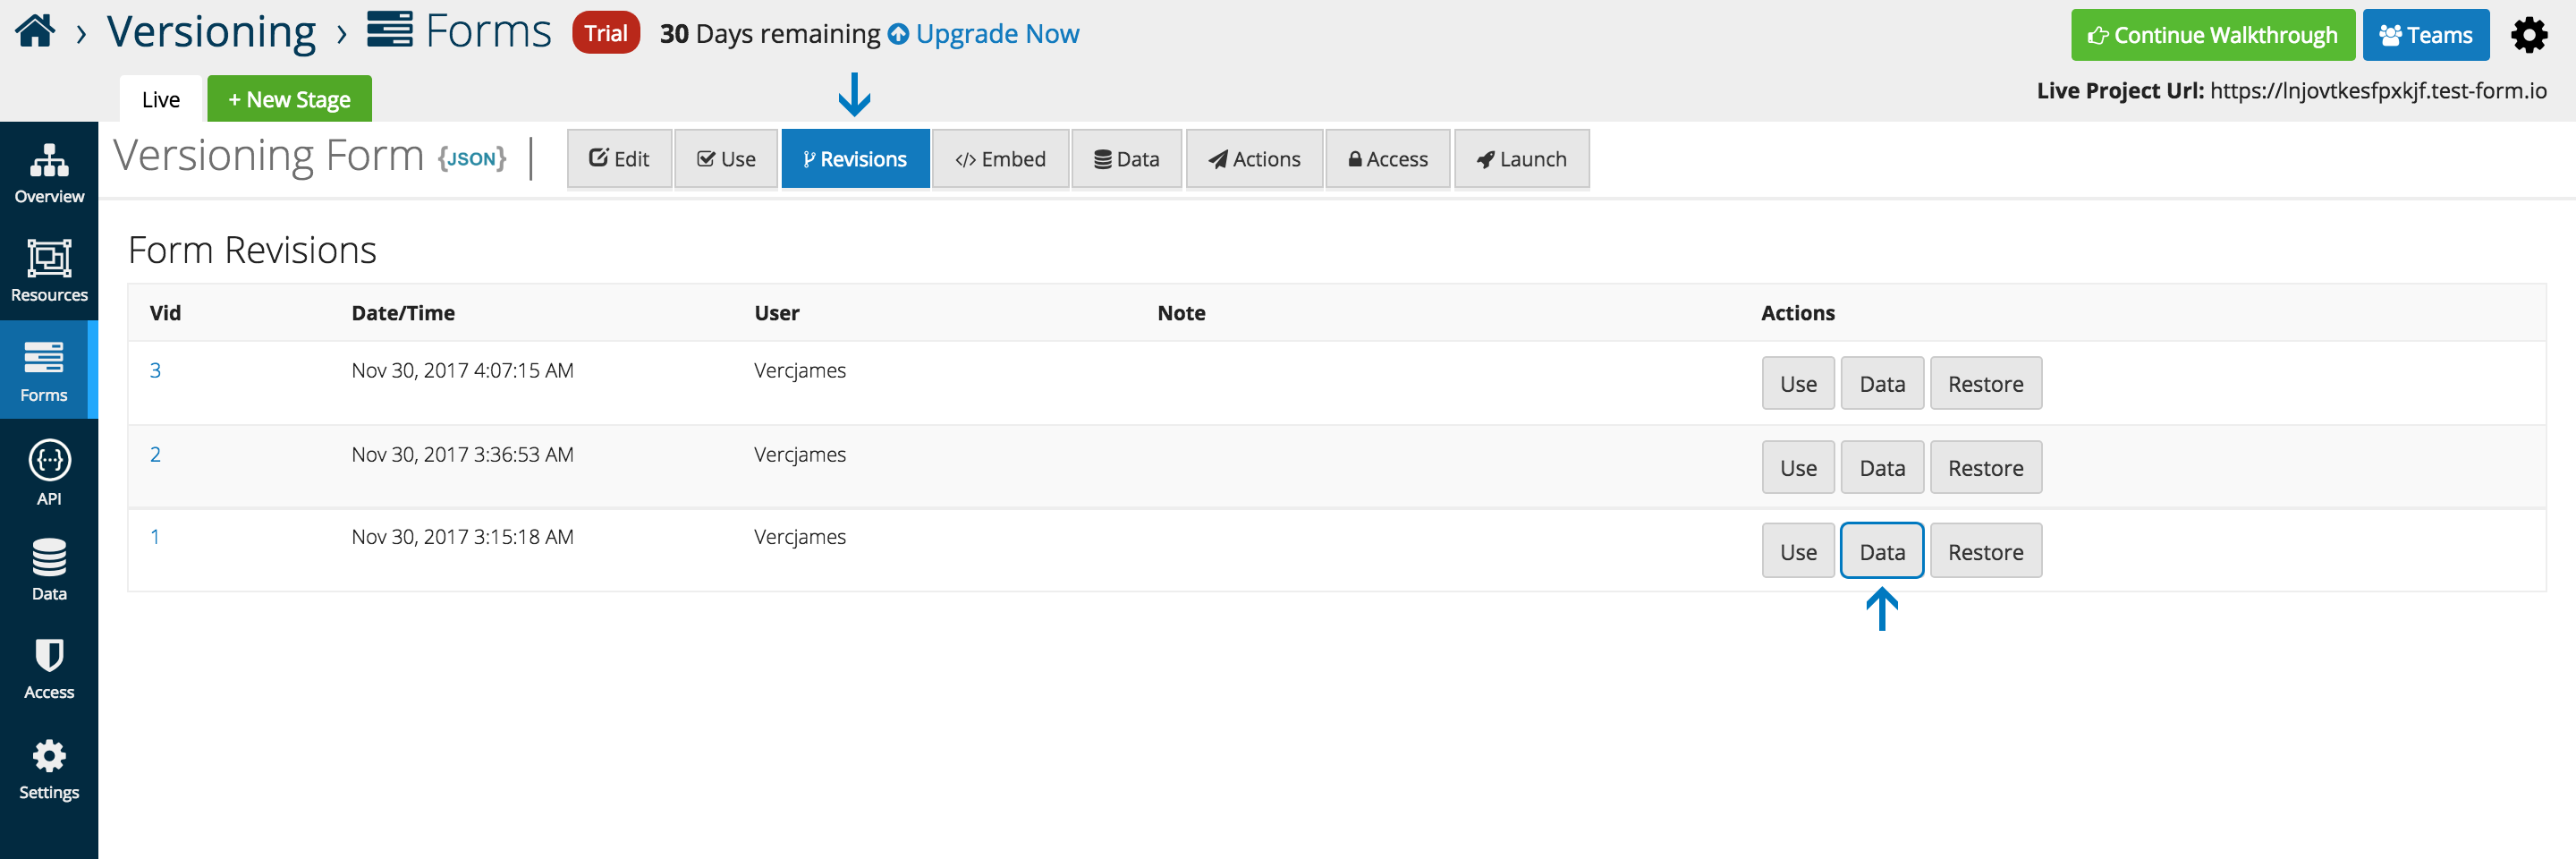 › Versioning › Forms Trial 30 Days remaining Upgrade Now
Continue Walkthrough Teams
Live + New Stage
Live Project Url: https://lnjovtkesfpxkjf.test-form.io
Versioning Form {JSON} | Edit Use Revisions </> Embed Data Actions Access Launch
Overview
Resources
Forms
API
Data
Access
Settings
Form Revisions
Vid Date/Time User Note Actions
3 Nov 30, 2017 4:07:15 AM Vercjames Use Data Restore
2 Nov 30, 2017 3:36:53 AM Vercjames Use Data Restore
1 Nov 30, 2017 3:15:18 AM Vercjames Use Data Restore